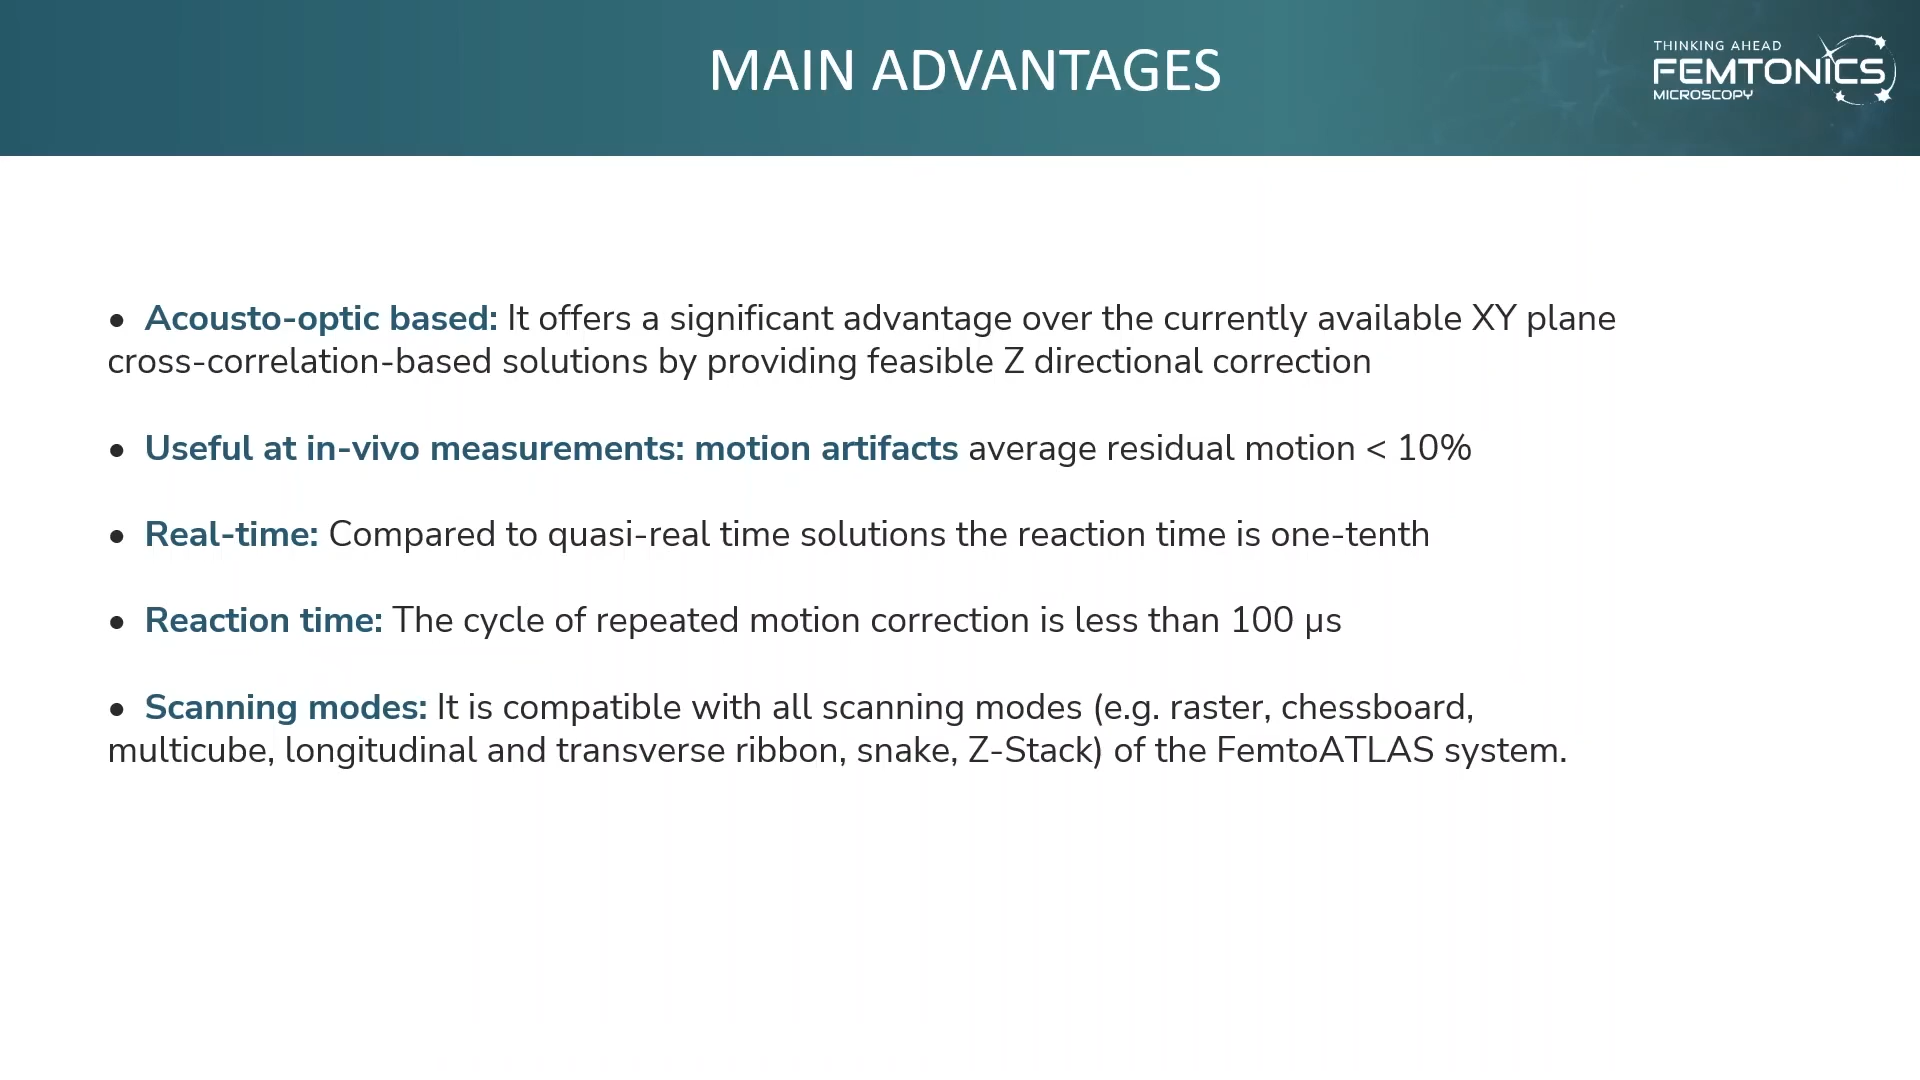 MAIN ADVANTAGES
THINKING AHEAD
FEMTONICS
MICROSCOPY
• Acousto-optic based: It offers a significant advantage over the currently available XY plane
cross-correlation-based solutions by providing feasible Z directional correction
• Useful at in-vivo measurements: motion artifacts average residual motion < 10%
• Real-time: Compared to quasi-real time solutions the reaction time is one-tenth
• Reaction time: The cycle of repeated motion correction is less than 100 µs
• Scanning modes: It is compatible with all scanning modes (e.g. raster, chessboard,
multicube, longitudinal and transverse ribbon, snake, Z-Stack) of the FemtoATLAS system.